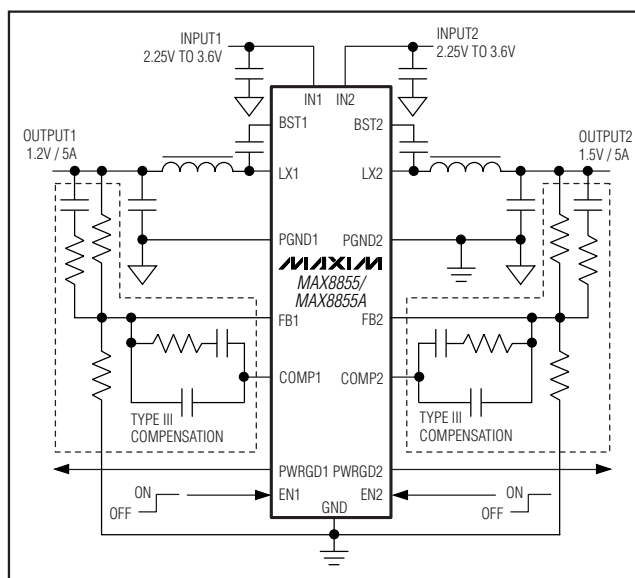 INPUT1
2.25V TO 3.6V
INPUT2
2.25V TO 3.6V
IN1 IN2
BST1 BST2
OUTPUT1
1.2V / 5A
OUTPUT2
1.5V / 5A
LX1 LX2
PGND1 PGND2
MAXIM
MAX8855/
MAX8855A
FB1 FB2
COMP1 COMP2
TYPE III
COMPENSATION
TYPE III
COMPENSATION
PWRGD1 PWRGD2
ON
OFF
EN1 EN2
ON
OFF
GND